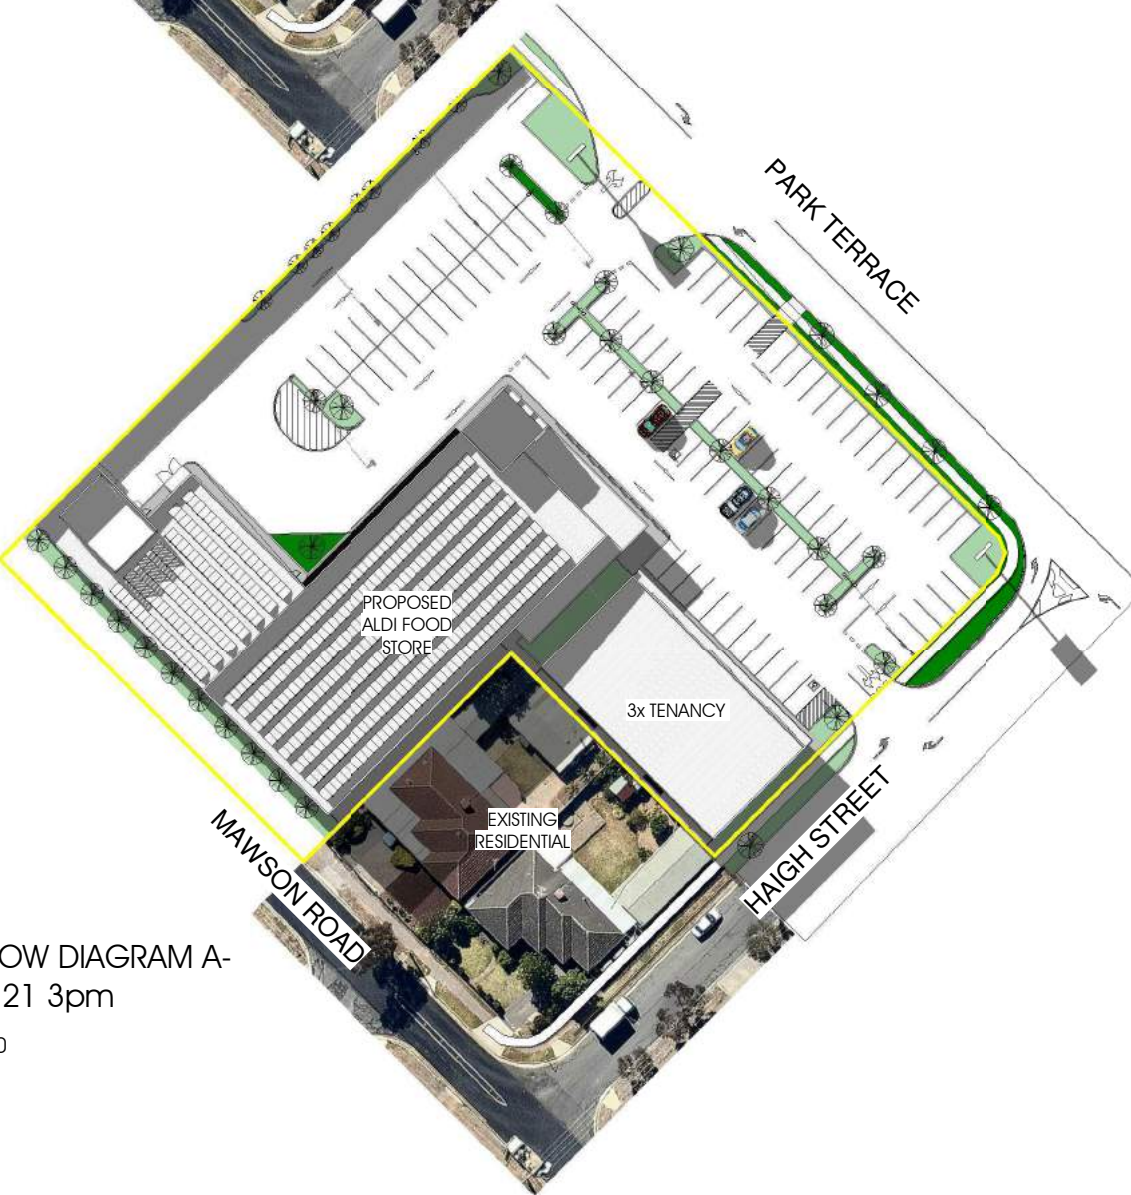 PARK TERRACE
PROPOSED
ALDI FOOD
STORE
3x TENANCY
EXISTING
RESIDENTIAL
MAWSON ROAD
HAIGH STREET
OW DIAGRAM A-
21 3pm